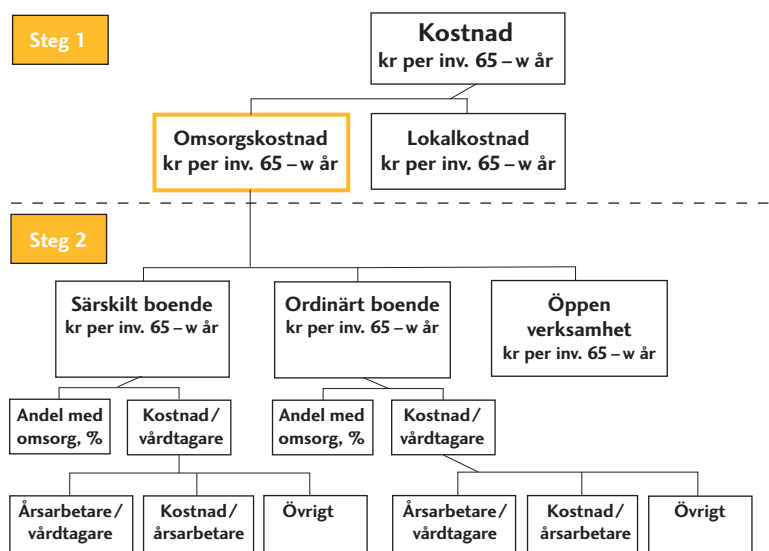 Steg 1
Kostnad
kr per inv. 65 – w år
Omsorgskostnad
kr per inv. 65 – w år
Lokalkostnad
kr per inv. 65 – w år
Steg 2
Särskilt boende
kr per inv. 65 – w år
Ordinärt boende
kr per inv. 65 – w år
Öppen
verksamhet
kr per inv. 65 – w år
Andel med
omsorg, %
Kostnad/
vårdtagare
Andel med
omsorg, %
Kostnad/
vårdtagare
Årsarbetare/
vårdtagare
Kostnad/
årsarbetare
Övrigt
Årsarbetare/
vårdtagare
Kostnad/
årsarbetare
Övrigt